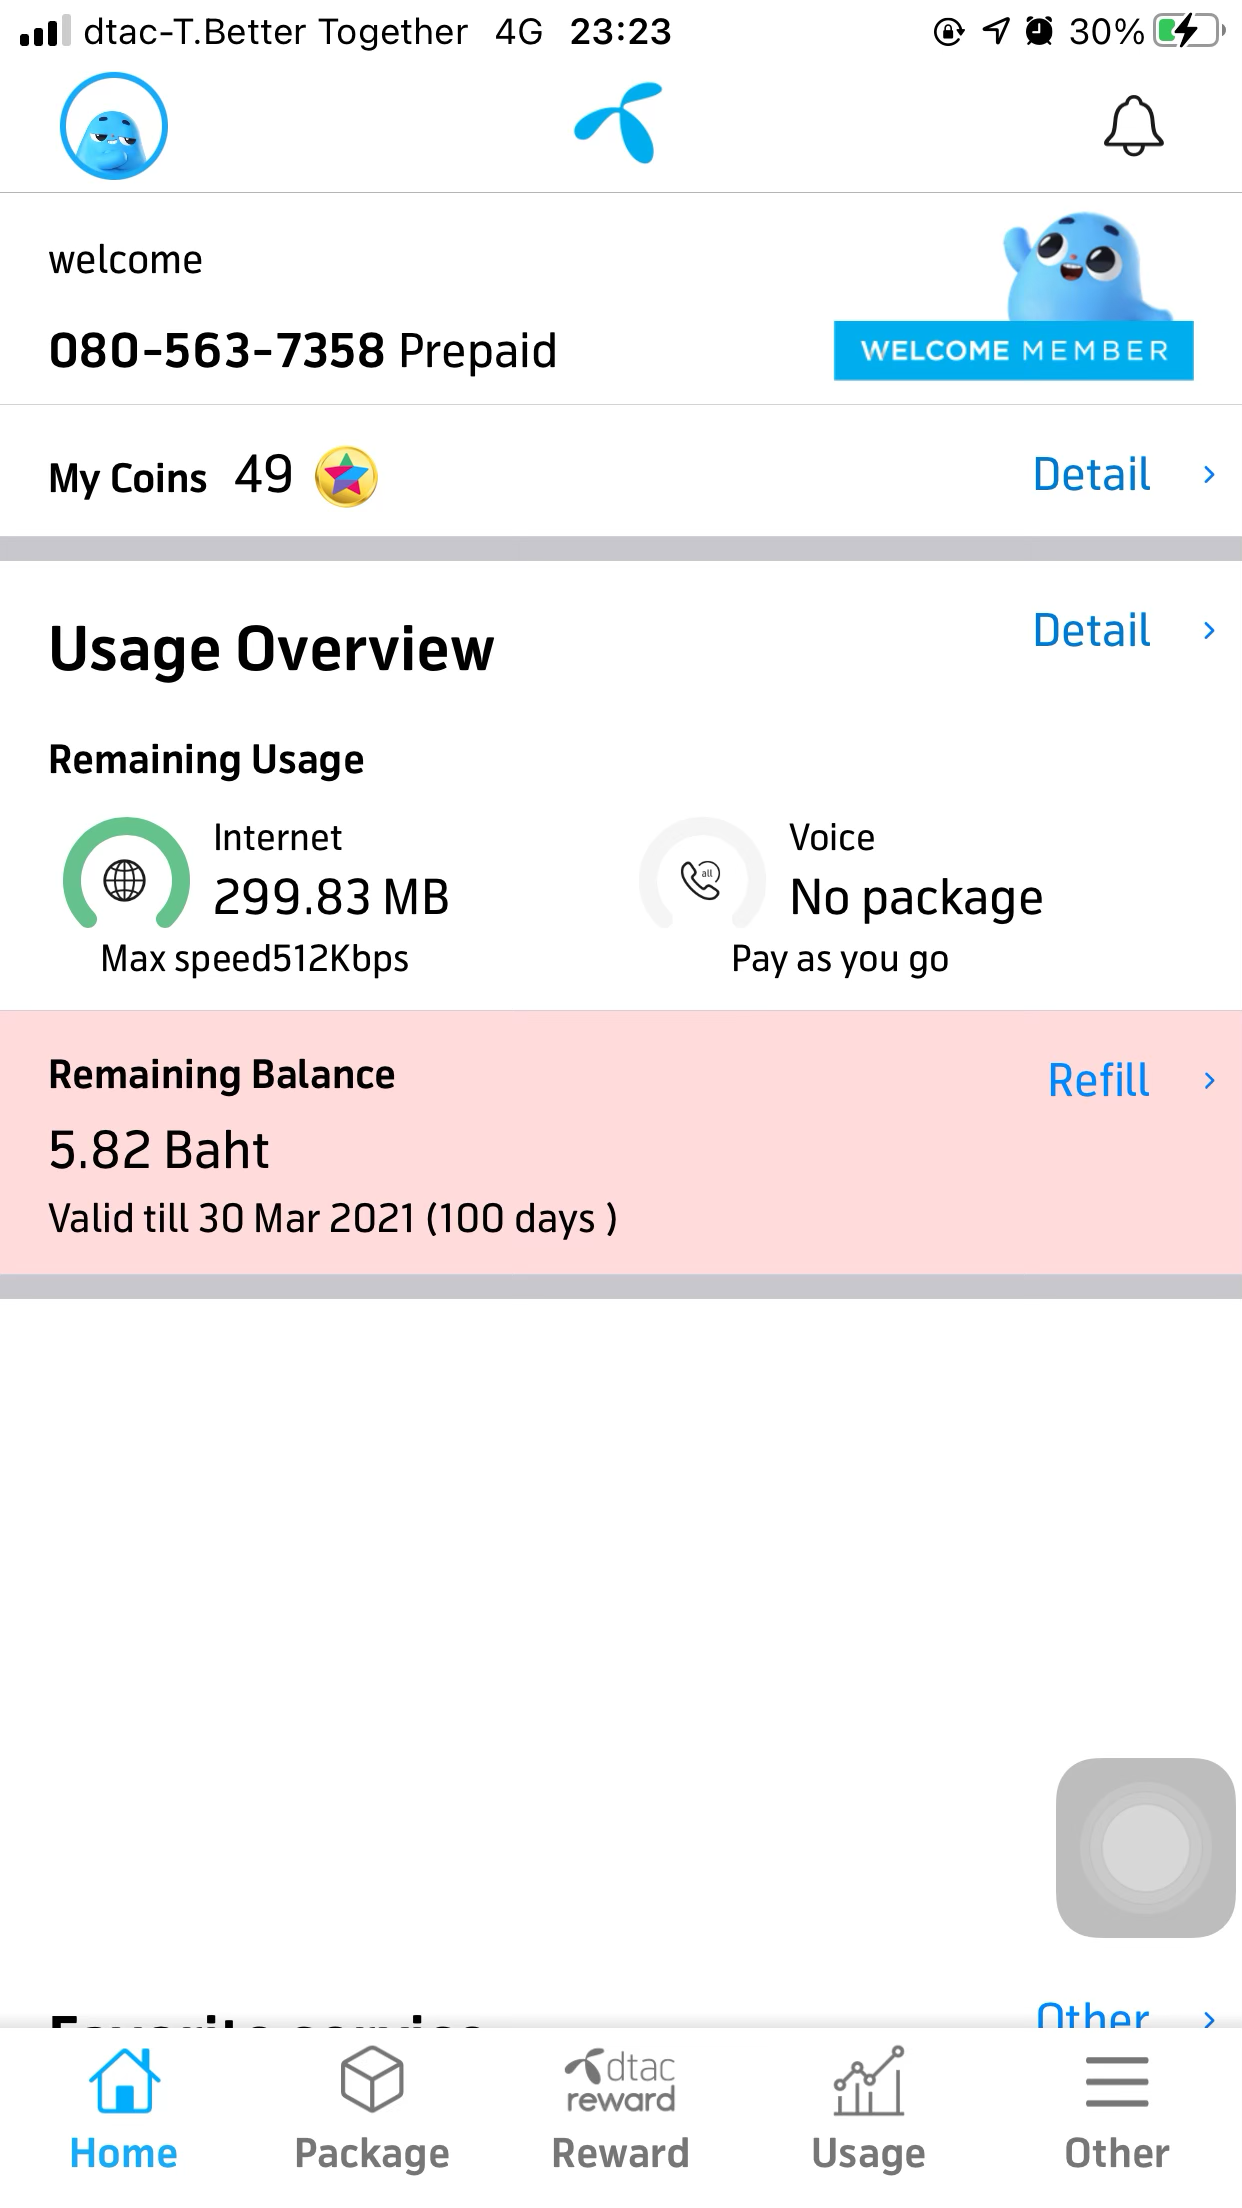 dtac-T.Better Together 4G 23:23 30%
welcome
080-563-7358 Prepaid
WELCOME MEMBER
My Coins 49 Detail >
Usage Overview Detail >
Remaining Usage
Internet
299.83 MB
Max speed512Kbps
all
Voice
No package
Pay as you go
Remaining Balance Refill >
5.82 Baht
Valid till 30 Mar 2021 (100 days )
Favorite service Other >
dtac
reward
Home Package Reward Usage Other